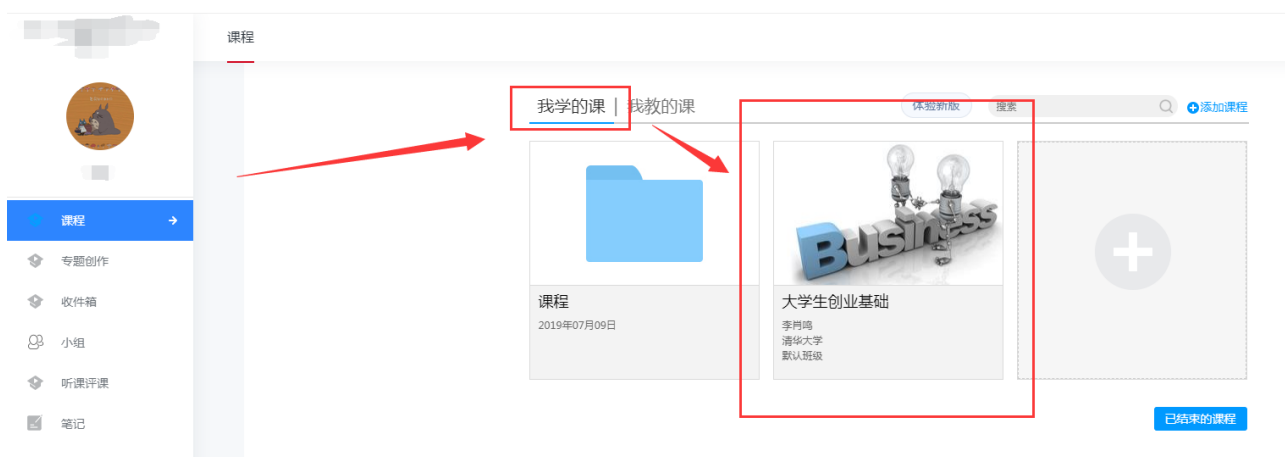 课程
我学的课 | 我教的课
体验新版
搜索
添加课程
课程
专题创作
收件箱
小组
听课评课
笔记
课程
2019年07月09日
Business
大学生创业基础
李肖鸣
清华大学
默认班级
已结束的课程